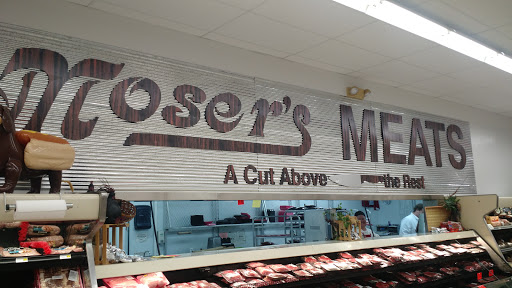 Moser's MEATS
A Cut Above the Rest